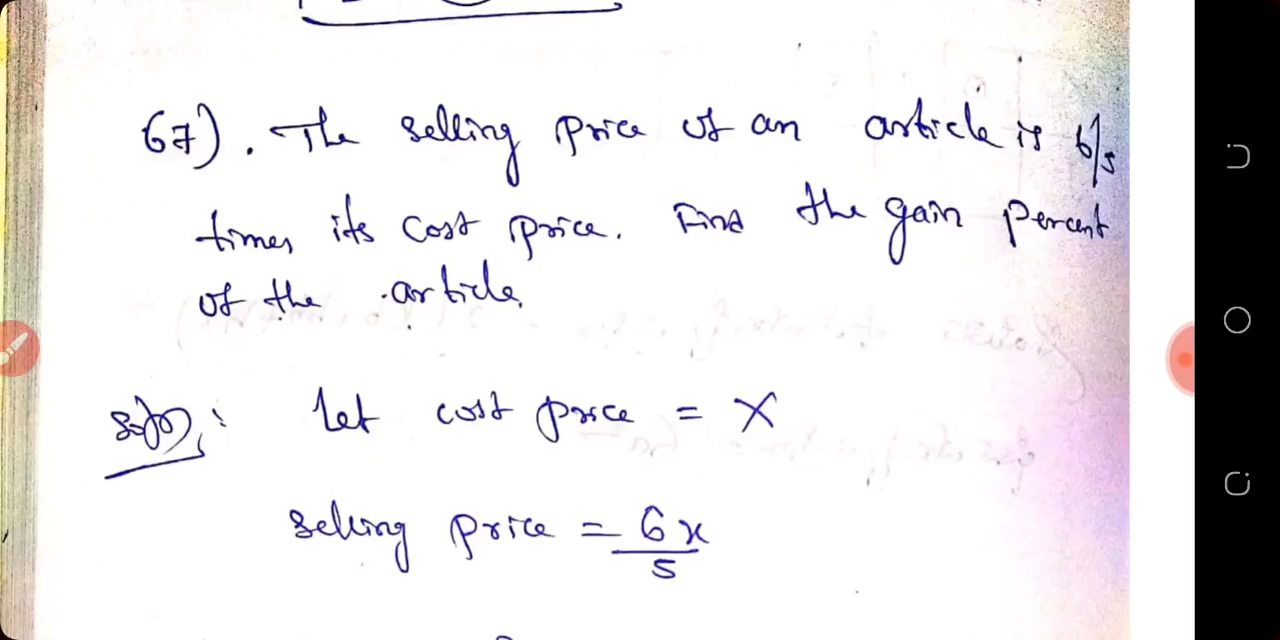 67). The selling price of an article is 6/5
times its cost price. Find the gain percent
of the article.
Soln:
Let cost price = x
selling price = 6x/5